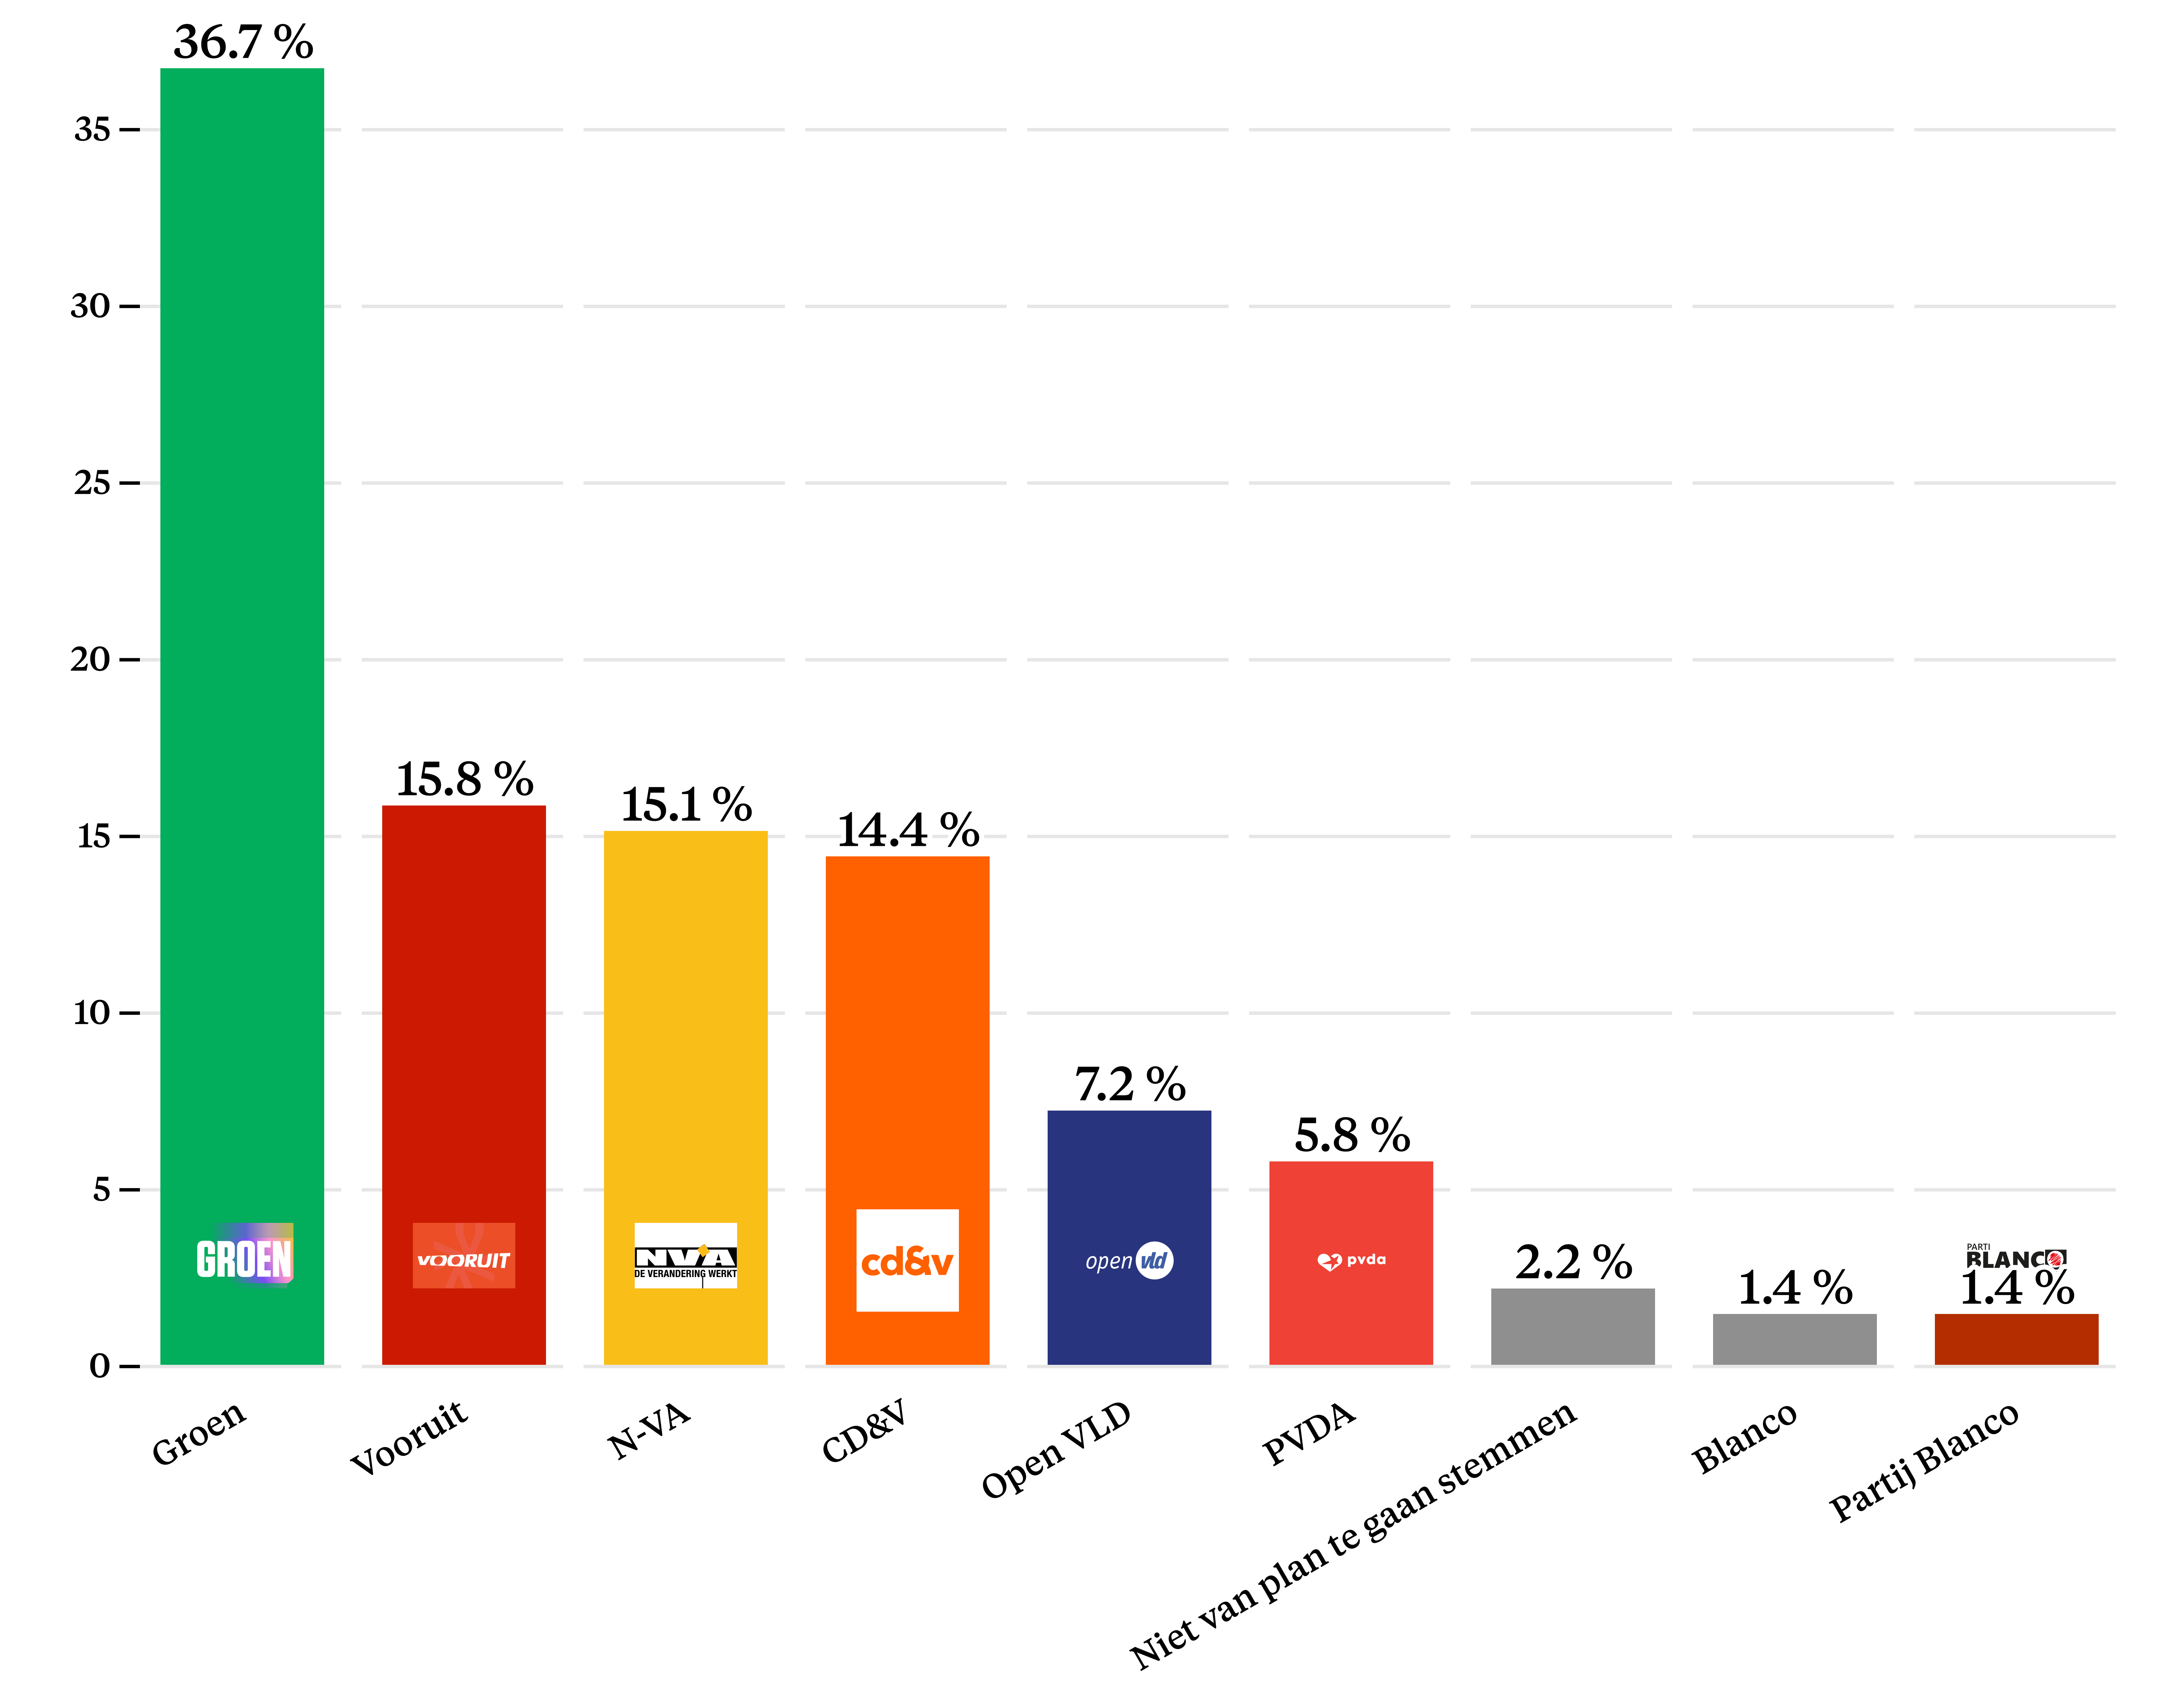 36.7 %
35
30
25
20
15.8 %
15.1 %
14.4 %
15
10
7.2 %
5.8 %
5
2.2 %
1.4 %
1.4 %
0
GROEN
VOORUIT
N-VA
DE VERANDERING WERKT
cd&v
open vld
pvda
PARTI
BLANCO
Groen
Vooruit
N-VA
CD&V
Open VLD
PVDA
Niet van plan te gaan stemmen
Blanco
Partij Blanco